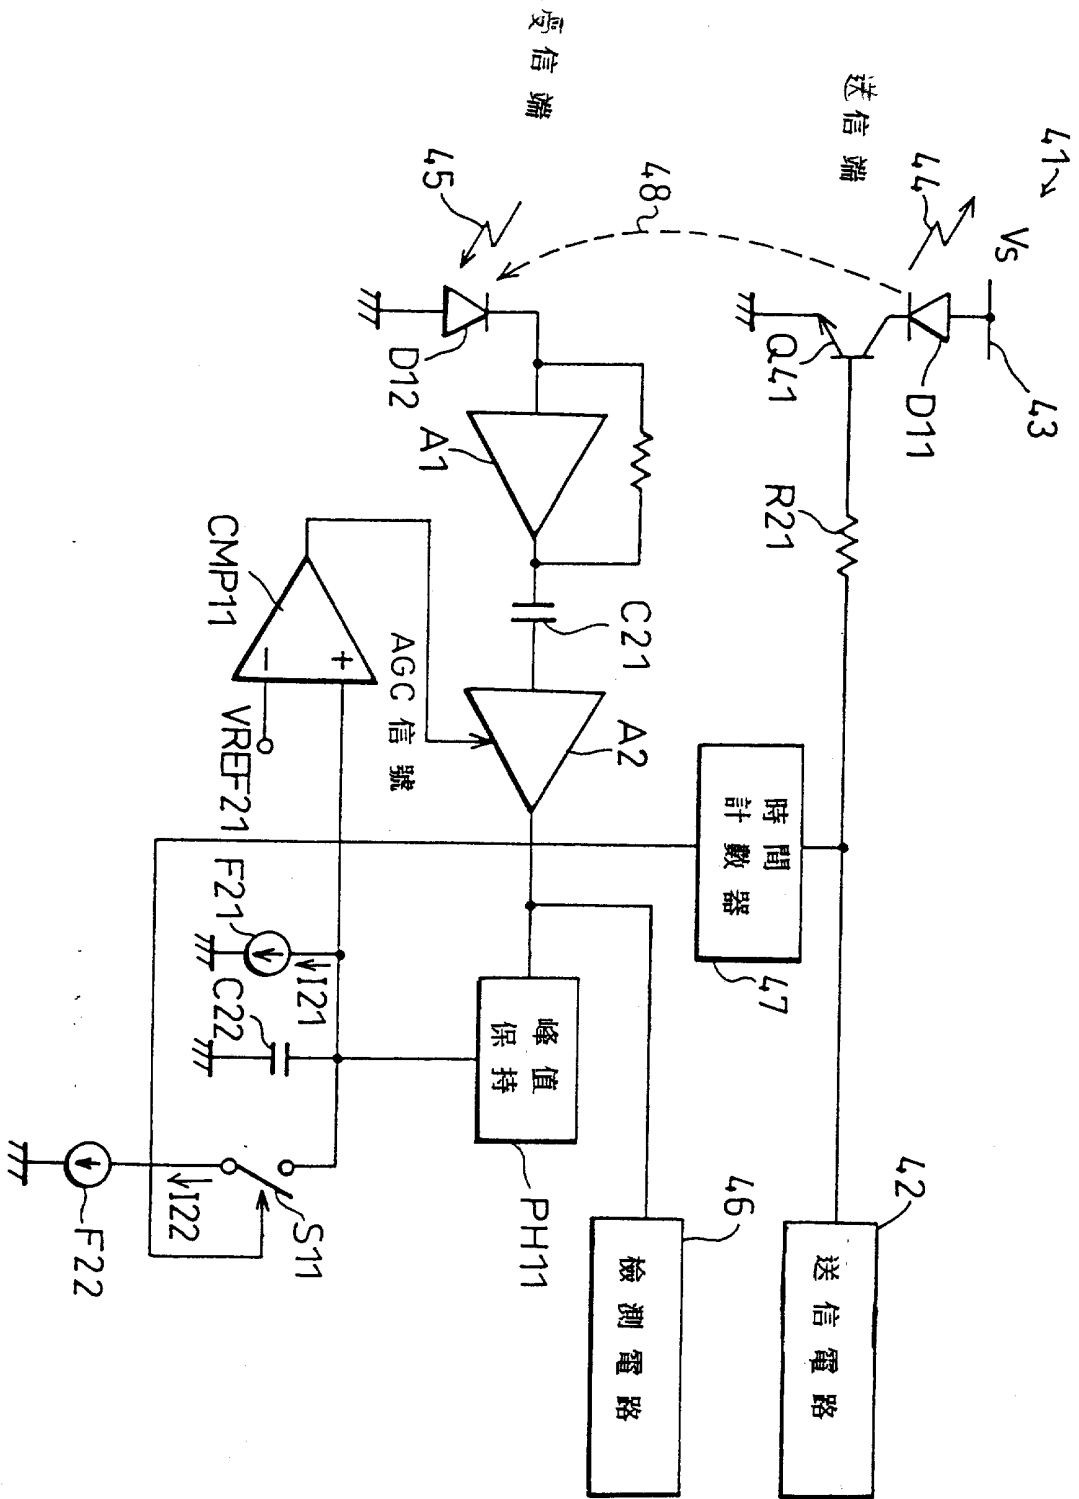 41
Vs
43
44
D11
送信端
Q41
R21
送信電路
42
時間
計數器
47
48
受信端
45
D12
A1
C21
A2
檢測電路
46
峰值
保持
PH11
AGC 信號
CMP11
+
−
VREF21
F21
I21
C22
S11
I22
F22